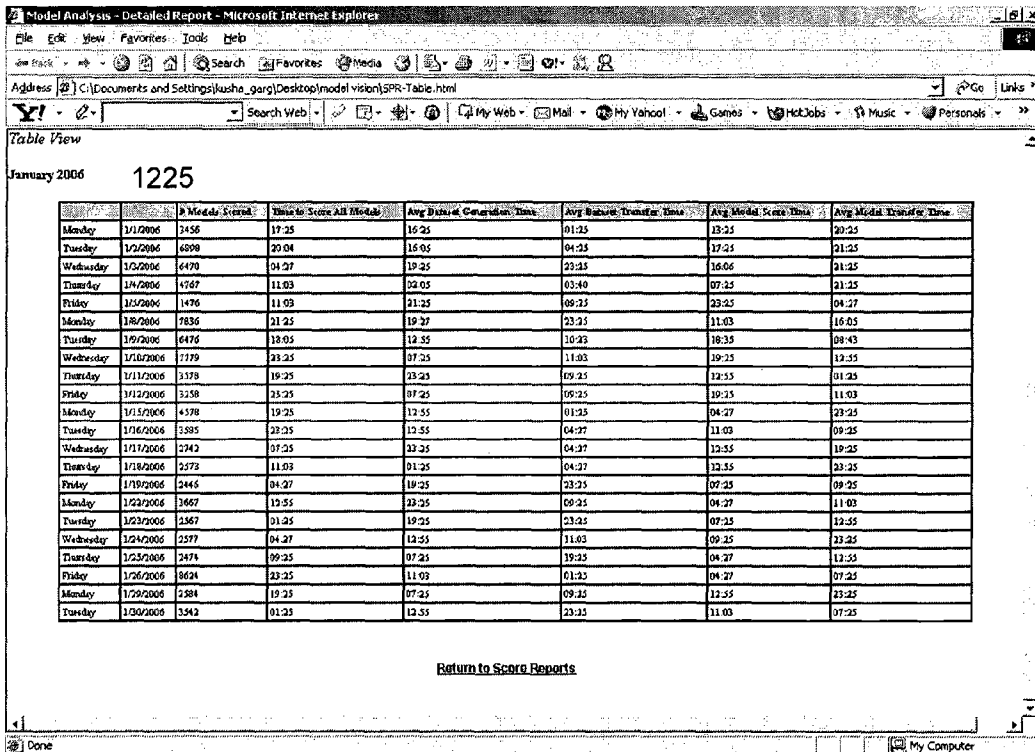 Model Analysis - Detailed Report - Microsoft Internet Explorer
File Edit View Favorites Tools Help
Back Search Favorites Media
Address C:\Documents and Settings\kusha_garg\Desktop\model vision\SPR-Table.html Go Links
Y! Search Web My Web Mail My Yahoo! Games HotJobs Music Personals
Table View
January 2006 1225
# Models Scored Time to Score All Models Avg Dataset Generation Time Avg Dataset Transfer Time Avg Model Score Time Avg Model Transfer Time
Monday 1/1/2006 3456 17:25 16:25 01:25 13:25 20:25
Tuesday 1/2/2006 6898 20:04 16:05 04:25 17:25 21:25
Wednesday 1/3/2006 6470 04:27 19:25 23:25 16:06 21:25
Thursday 1/4/2006 4767 11:03 02:05 03:40 07:25 21:25
Friday 1/5/2006 1476 11:03 21:25 09:25 23:25 04:27
Monday 1/8/2006 7836 21:25 19:27 23:25 11:03 16:05
Tuesday 1/9/2006 6476 18:05 12:55 10:23 18:35 08:43
Wednesday 1/10/2006 7779 23:25 07:25 11:03 19:25 12:55
Thursday 1/11/2006 3578 19:25 23:25 09:25 12:55 01:25
Friday 1/12/2006 3258 23:25 07:25 09:25 19:25 11:03
Monday 1/15/2006 4578 19:25 12:55 01:25 04:27 23:25
Tuesday 1/16/2006 3595 23:25 12:55 04:27 11:03 09:25
Wednesday 1/17/2006 2742 07:25 23:25 04:27 12:55 19:25
Thursday 1/18/2006 2573 11:03 01:25 04:27 12:55 23:25
Friday 1/19/2006 2445 04:27 19:25 23:25 07:25 09:25
Monday 1/22/2006 3667 12:55 23:25 09:25 04:27 11:03
Tuesday 1/23/2006 2567 01:25 19:25 23:25 07:25 12:55
Wednesday 1/24/2006 2577 04:27 12:55 11:03 09:25 23:25
Thursday 1/25/2006 2474 09:25 07:25 19:25 04:27 12:55
Friday 1/26/2006 8624 23:25 11:03 01:25 04:27 07:25
Monday 1/29/2006 2584 19:25 07:25 09:25 12:55 23:25
Tuesday 1/30/2006 3542 01:25 12:55 23:25 11:03 07:25
Return to Score Reports
Done My Computer